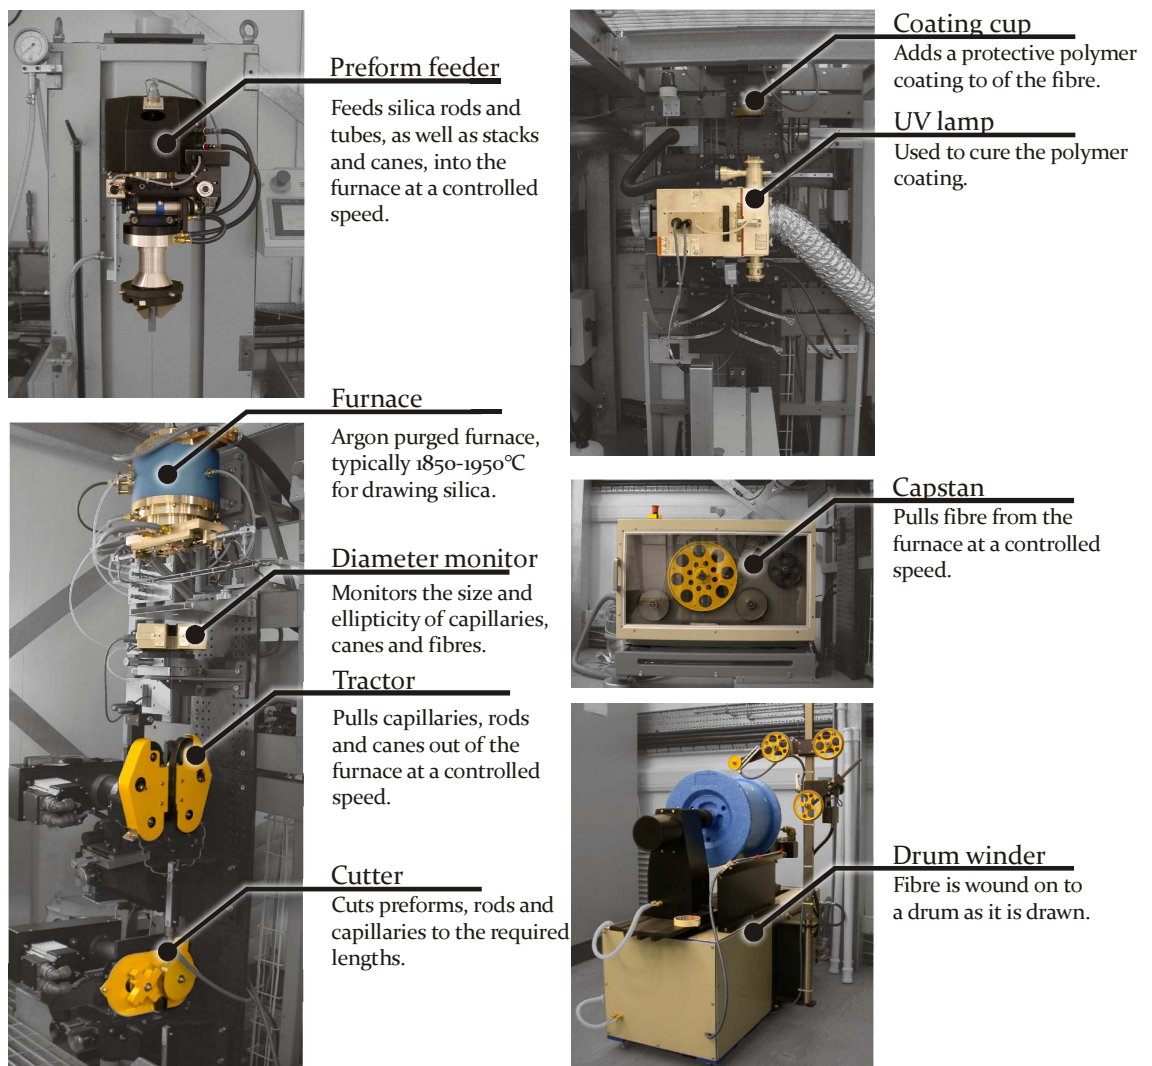 Preform feeder
Feeds silica rods and
tubes, as well as stacks
and canes, into the
furnace at a controlled
speed.
Furnace
Argon purged furnace,
typically 1850-1950°C
for drawing silica.
Diameter monitor
Monitors the size and
ellipticity of capillaries,
canes and fibres.
Tractor
Pulls capillaries, rods
and canes out of the
furnace at a controlled
speed.
Cutter
Cuts preforms, rods and
capillaries to the required
lengths.
Coating cup
Adds a protective polymer
coating to of the fibre.
UV lamp
Used to cure the polymer
coating.
Capstan
Pulls fibre from the
furnace at a controlled
speed.
Drum winder
Fibre is wound on to
a drum as it is drawn.